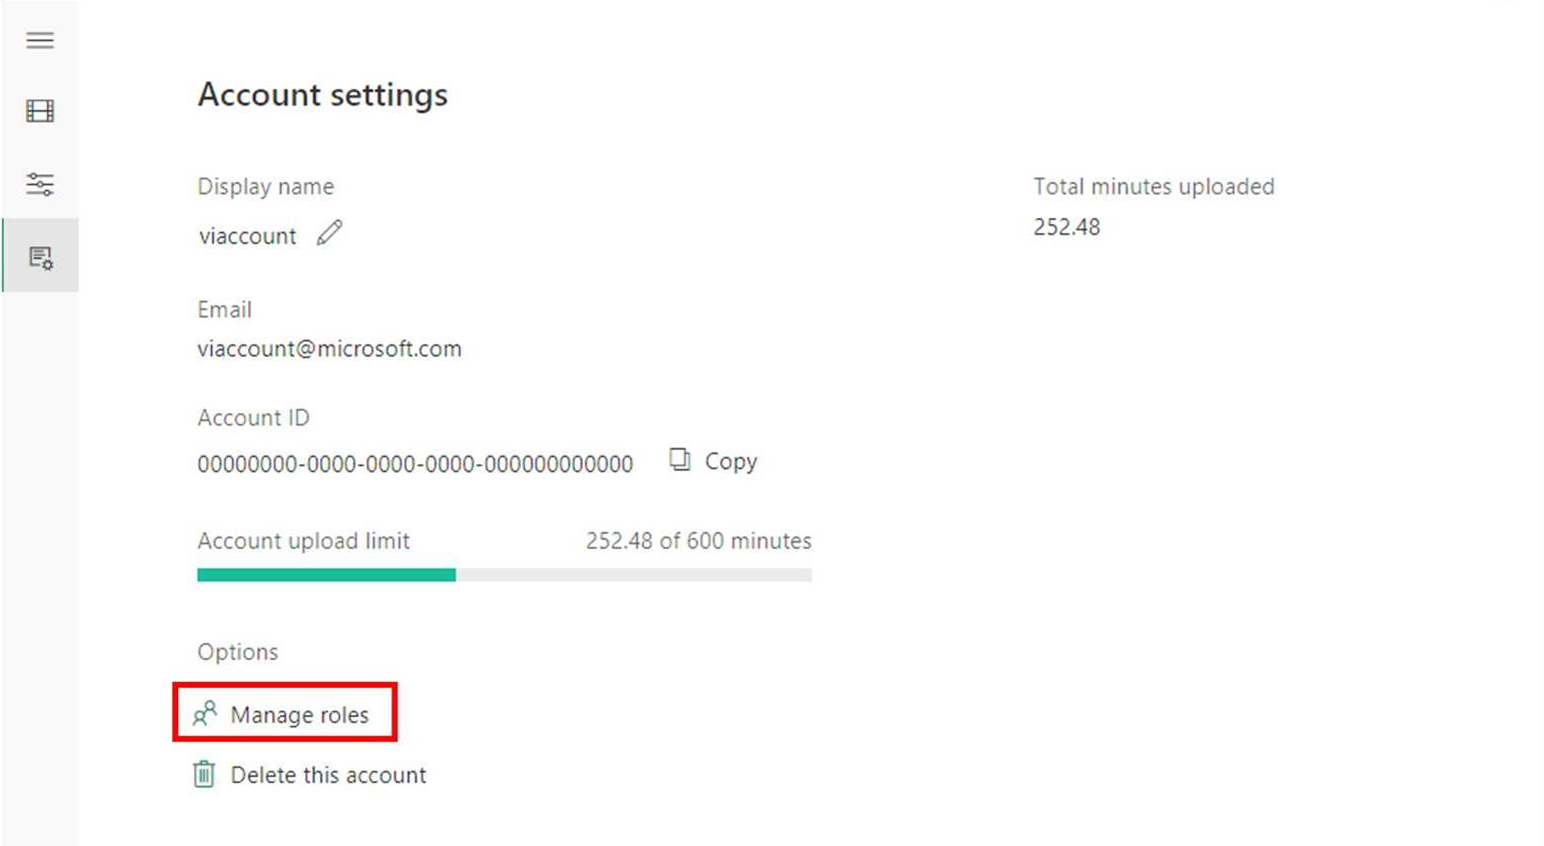 Account settings
Display name
viaccount
Total minutes uploaded
252.48
Email
viaccount@microsoft.com
Account ID
00000000-0000-0000-0000-000000000000
Copy
Account upload limit
252.48 of 600 minutes
Options
Manage roles
Delete this account